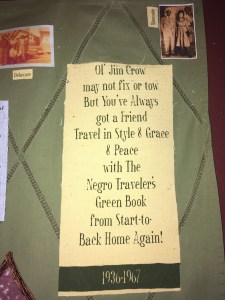 Delaware
Ol' Jim Crow
may not fix or tow
But You've Always
got a friend
Travel in Style & Grace
& Peace
with The
Negro Traveler's
Green Book
from Start-to-
Back Home Again!
1936-1967